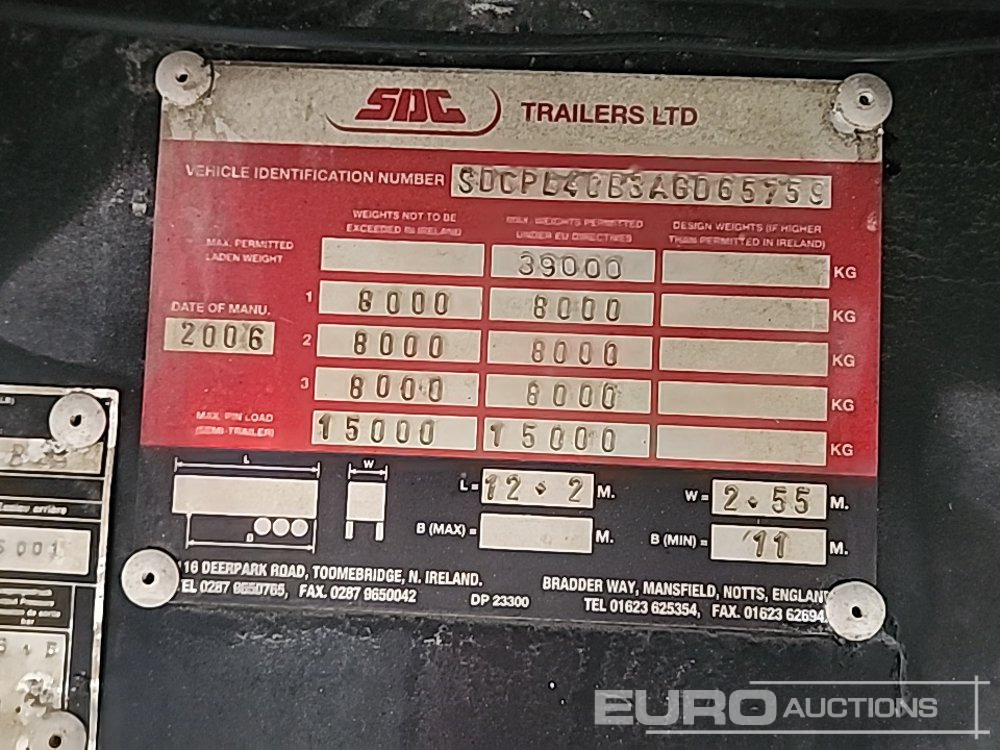 SDC TRAILERS LTD
VEHICLE IDENTIFICATION NUMBER SDCPL40B3AGD65759
WEIGHTS NOT TO BE EXCEEDED IN IRELAND
MAX. WEIGHTS PERMITTED UNDER EU DIRECTIVES
DESIGN WEIGHTS (IF HIGHER THAN PERMITTED IN IRELAND)
MAX. PERMITTED LADEN WEIGHT 39000 KG
1 8000 8000 KG
DATE OF MANU.
2006
2 8000 8000 KG
3 8000 8000 KG
MAX. PIN LOAD (SEMI-TRAILER) 15000 15000 KG
L W
L = 12.2 M. W = 2.55 M.
B (MAX) = M. B (MIN) = 11 M.
16 DEERPARK ROAD, TOOMEBRIDGE, N. IRELAND.
TEL 0287 9650765, FAX. 0287 9650042
DP 23300
BRADDER WAY, MANSFIELD, NOTTS, ENGLAND
TEL 01623 625354, FAX. 01623 62694
EURO AUCTIONS